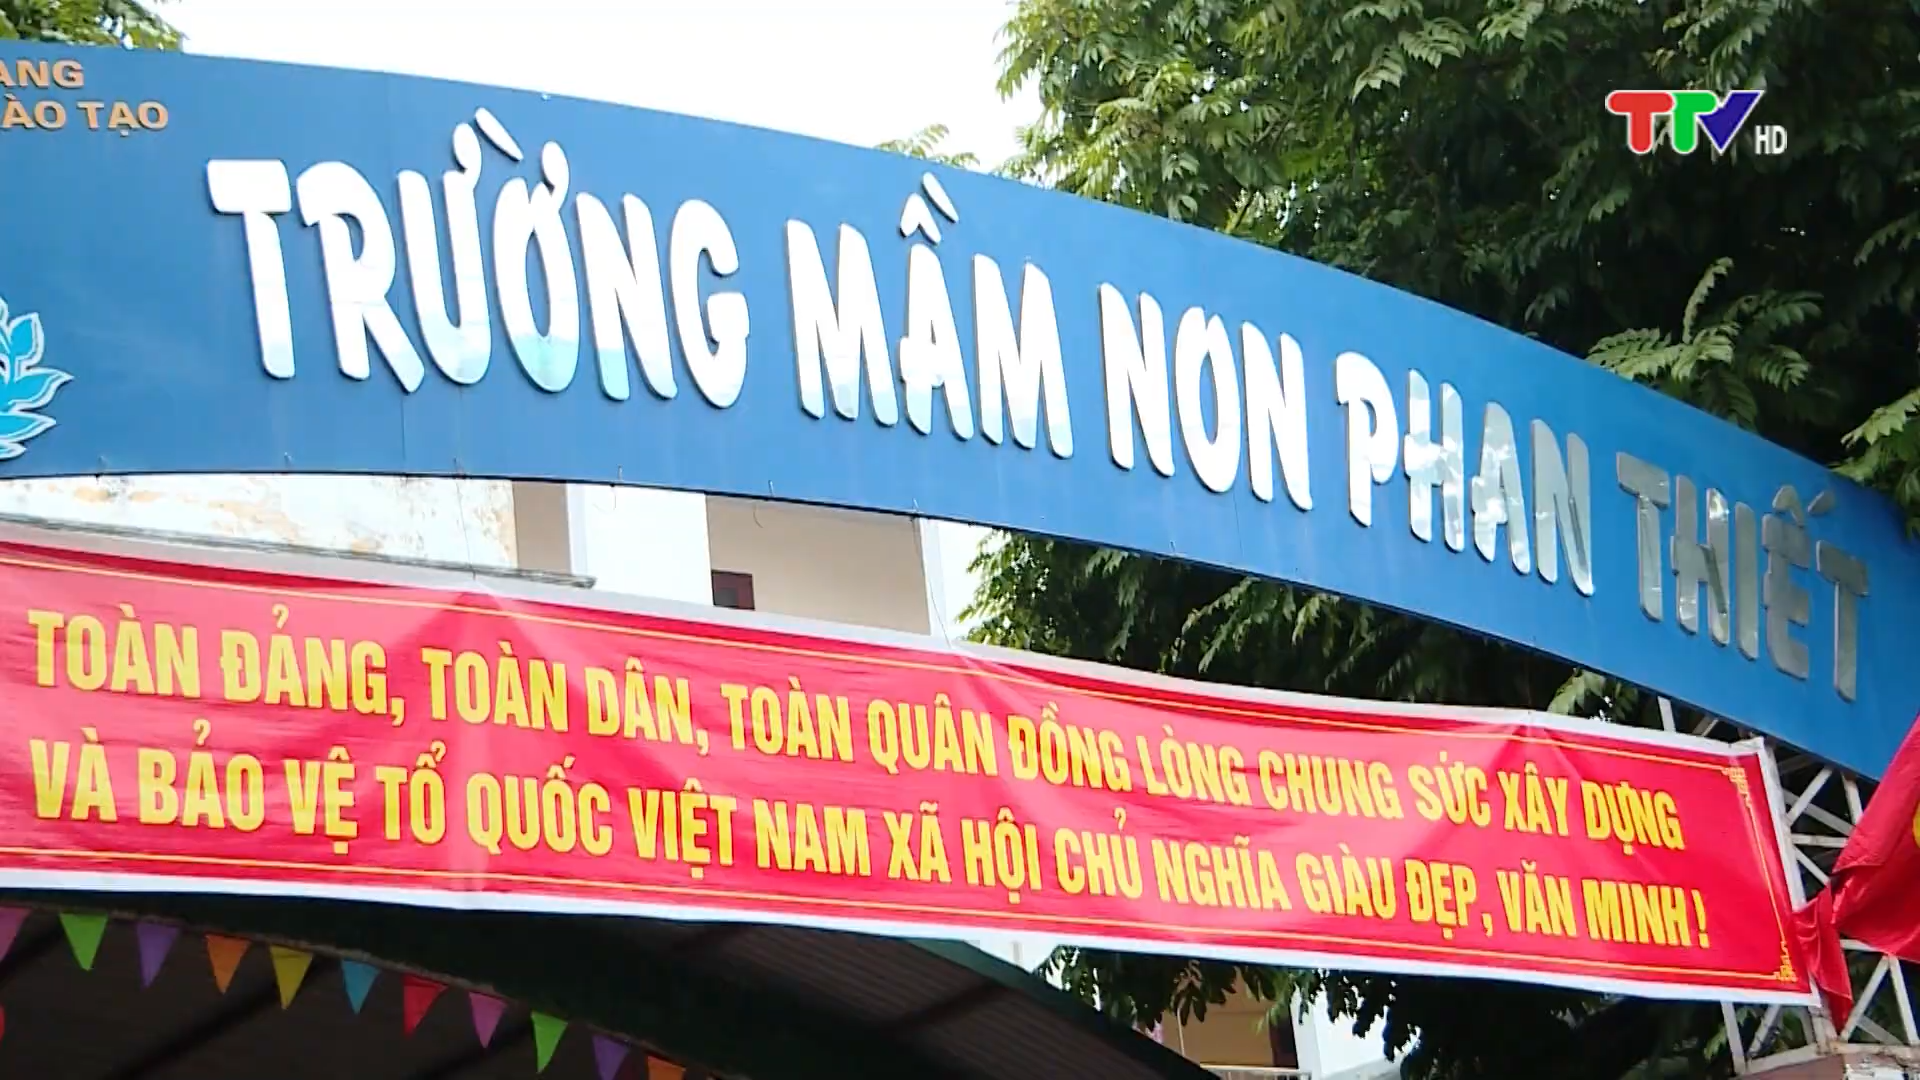 ANG
ĐÀO TẠO
TRƯỜNG MẦM NON PHAN THIẾT
TOÀN ĐẢNG, TOÀN DÂN, TOÀN QUÂN ĐỒNG LÒNG CHUNG SỨC XÂY DỰNG
VÀ BẢO VỆ TỔ QUỐC VIỆT NAM XÃ HỘI CHỦ NGHĨA GIÀU ĐẸP, VĂN MINH!
TTV HD